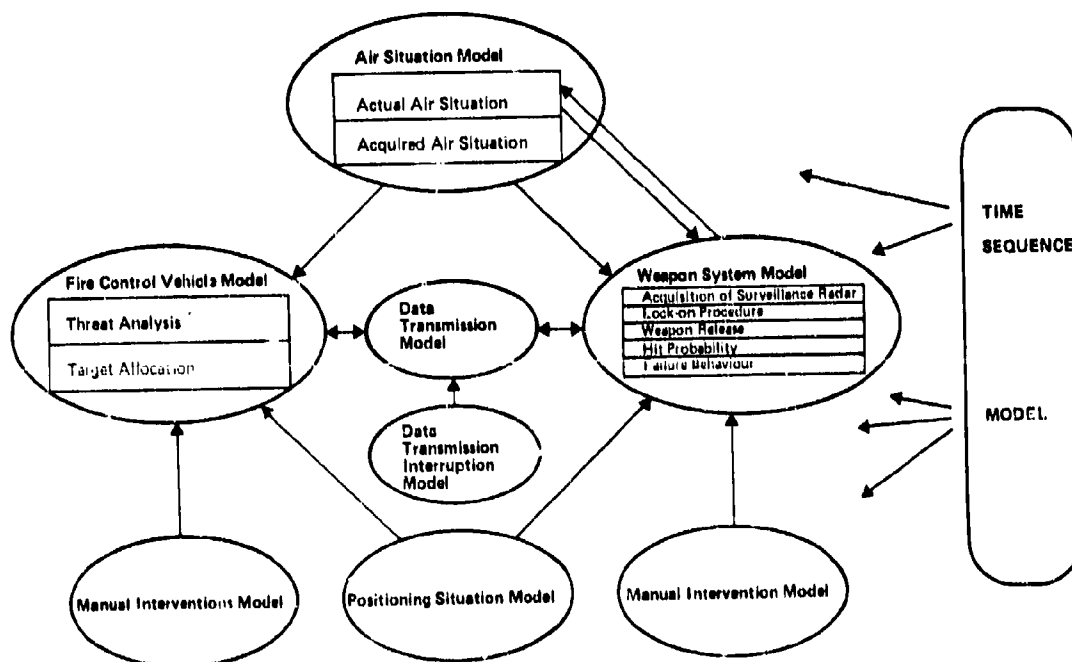 Air Situation Model
Actual Air Situation
Acquired Air Situation
Fire Control Vehicle Model
Threat Analysis
Target Allocation
Data
Transmission
Model
Weapon System Model
Acquisition of Surveillance Radar
Lock-on Procedure
Weapon Release
Hit Probability
Failure Behaviour
Data
Transmission
Interruption
Model
Manual Interventions Model
Positioning Situation Model
Manual Intervention Model
TIME
SEQUENCE
MODEL